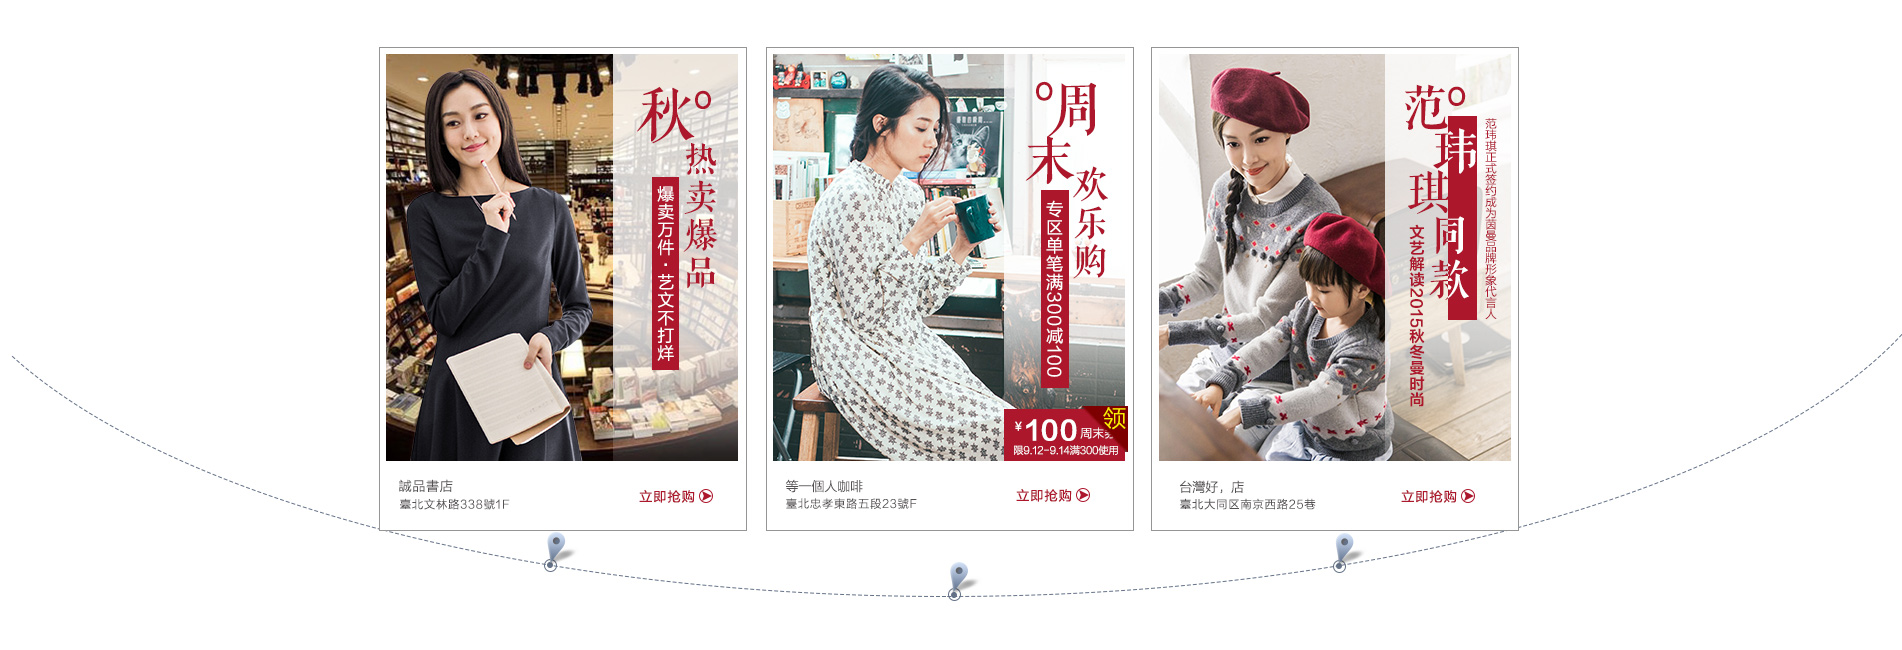 秋
热卖爆品
爆卖万件·艺文不打烊
誠品書店
臺北文林路338號1F
立即抢购
周末
欢乐购
专区单笔满300减100
领
¥100 周末
限9.12-9.14满300使用
等一個人咖啡
臺北忠孝東路五段23號F
立即抢购
范玮琪
同款
范玮琪正式签约成为茵曼品牌形象代言人
文艺解读2015秋冬曼时尚
台灣好，店
臺北大同区南京西路25巷
立即抢购